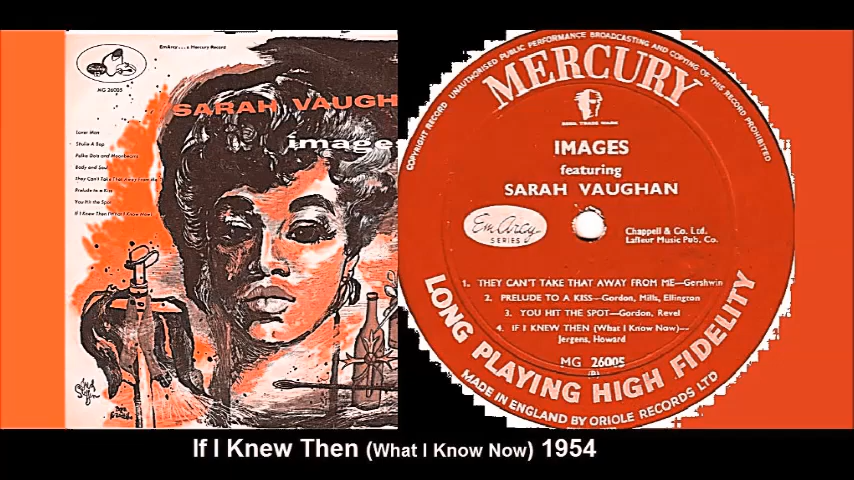 EmArcy....a Mercury Record
MG 26005
SARAH VAUGH
images
Lover Man
Shulie A Bop
Polka Dots and Moonbeams
Body and Soul
They Can't Take That Away From Me
Prelude to a Kiss
You Hit the Spot
If I Knew Then (What I Know Now)
COPYRIGHT RECORD UNAUTHORISED PUBLIC PERFORMANCE BROADCASTING AND COPYING OF THIS RECORD PROHIBITED
MERCURY
TRADE MARK
IMAGES
featuring
SARAH VAUGHAN
EmArcy
SERIES
Chappell & Co. Ltd.
Lafleur Music Pub. Co.
1. THEY CAN'T TAKE THAT AWAY FROM ME—Gershwin
2. PRELUDE TO A KISS—Gordon, Mills, Ellington
3. YOU HIT THE SPOT—Gordon, Revel
4. IF I KNEW THEN (What I Know Now)—
Jergens, Howard
MG 26005
(B)
LONG PLAYING HIGH FIDELITY
MADE IN ENGLAND BY ORIOLE RECORDS LTD
If I Knew Then (What I Know Now) 1954